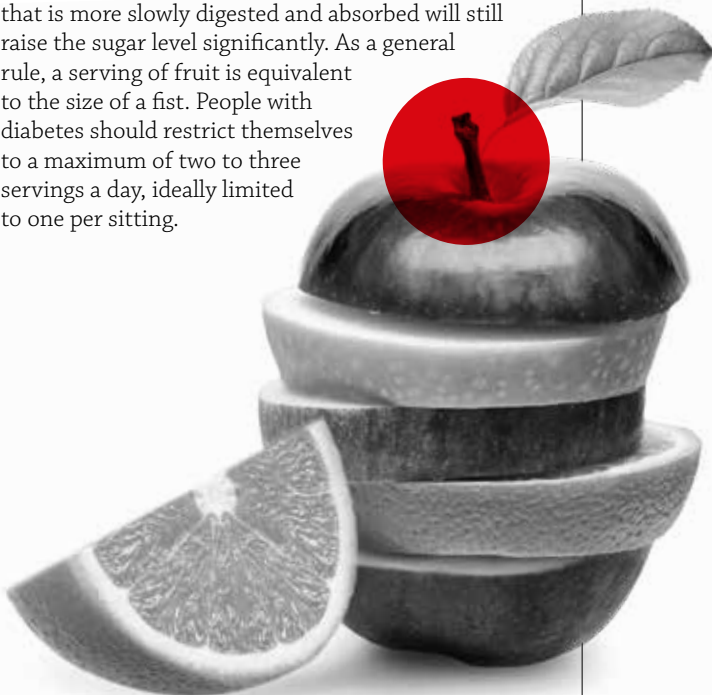 that is more slowly digested and absorbed will still
raise the sugar level significantly. As a general
rule, a serving of fruit is equivalent
to the size of a fist. People with
diabetes should restrict themselves
to a maximum of two to three
servings a day, ideally limited
to one per sitting.